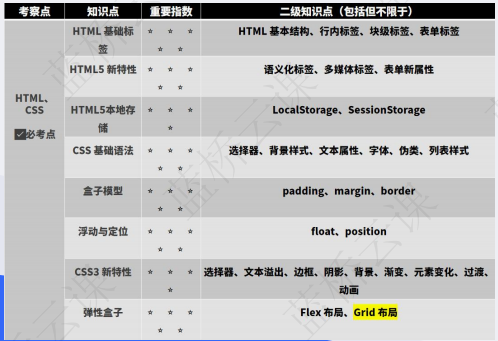 考察点 知识点 重要指数 二级知识点（包括但不限于）
HTML 基础标 ☆ ☆ ☆ HTML 基本结构、行内标签、块级标签、表单标签
签 ☆ ☆
HTML5 新特性 ☆ ☆ ☆ 语义化标签、多媒体标签、表单新属性
☆ ☆
HTML、
CSS
✓必考点
HTML5本地存 ☆ ☆ ☆ LocalStorage、SessionStorage
储 ☆
CSS 基础语法 ☆ ☆ ☆ 选择器、背景样式、文本属性、字体、伪类、列表样式
☆ ☆
盒子模型 ☆ ☆ ☆ padding、margin、border
☆ ☆
浮动与定位 ☆ ☆ ☆ float、position
☆ ☆
CSS3 新特性 ☆ ☆ ☆ 选择器、文本溢出、边框、阴影、背景、渐变、元素变化、过渡、
☆ 动画
弹性盒子 ☆ ☆ ☆ Flex 布局、Grid 布局
☆ ☆
蓝桥云课